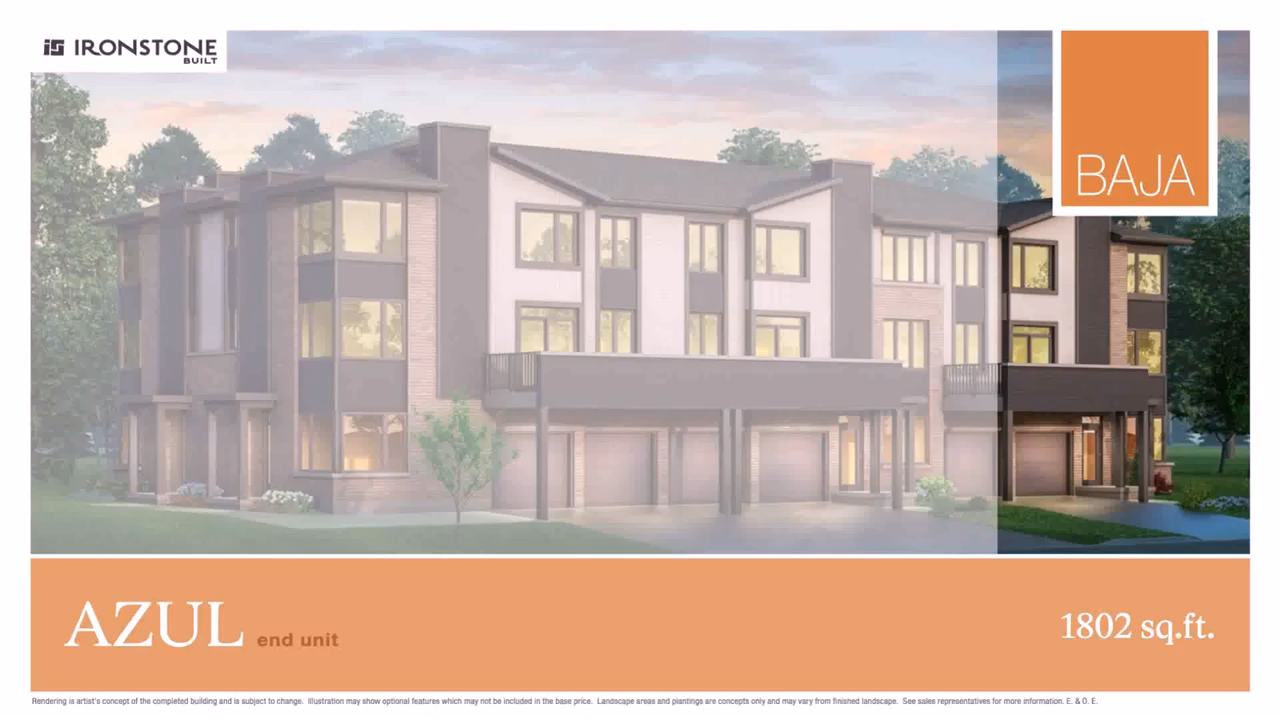 IRONSTONE
BUILT
BAJA
AZUL end unit
1802 sq.ft.
Rendering is artist's concept of the completed building and is subject to change. Illustration may show optional features which may not be included in the base price. Landscape areas and plantings are concepts only and may vary from finished landscape. See sales representatives for more information. E. & O. E.